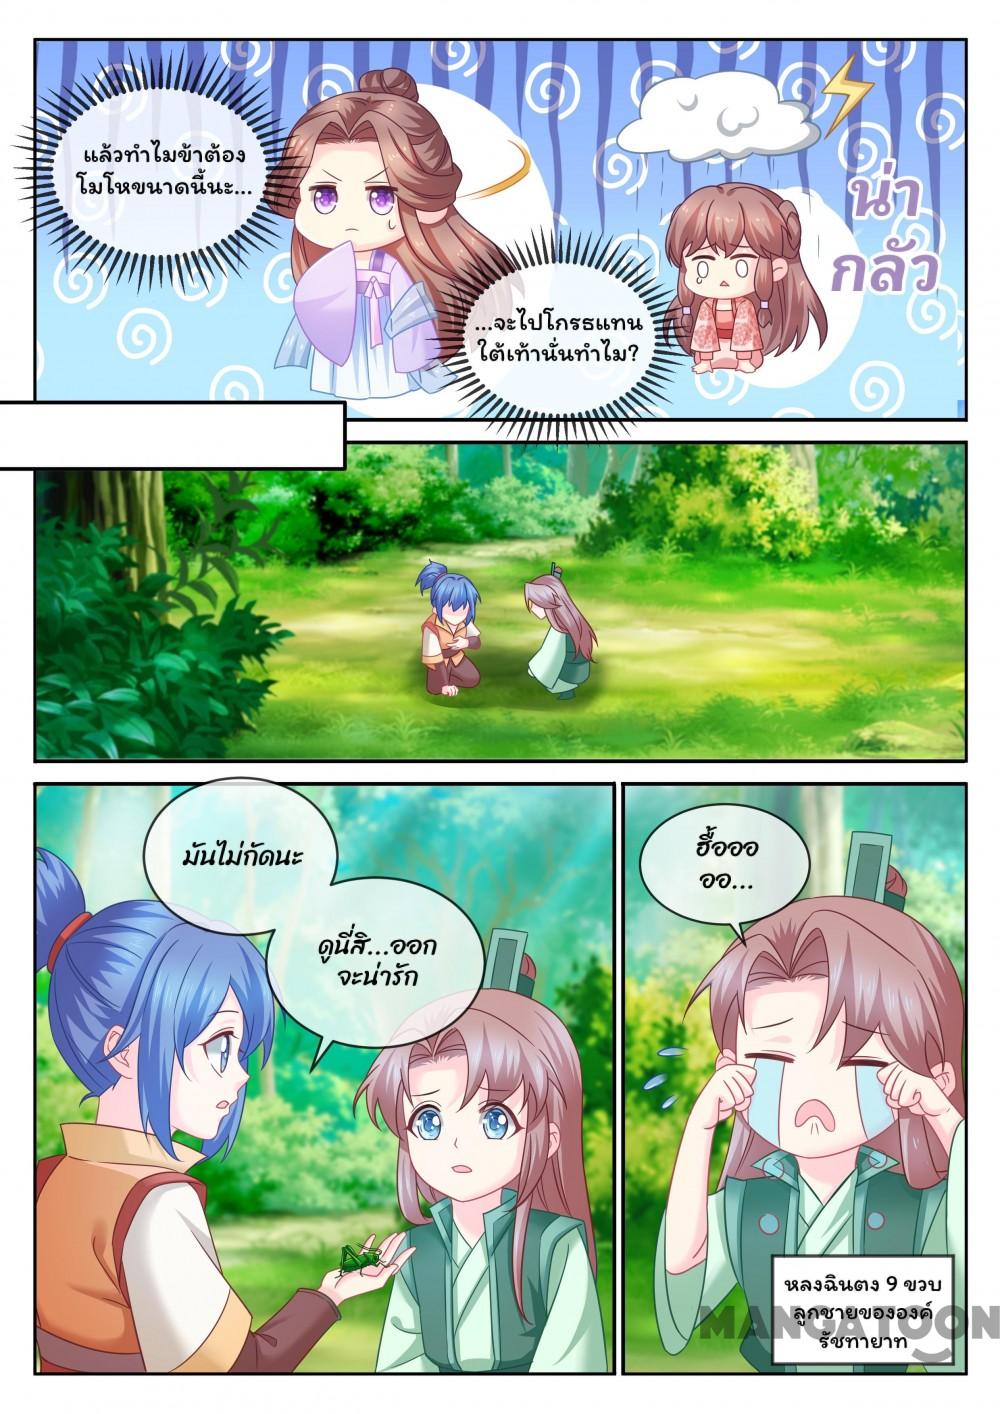 แล้วทำไมข้าต้อง
โมโหขนาดนี้นะ...
น่า
กลัว
...จะไปโกรธแทน
ใต้เท้านั่นทำไม?
มันไม่กัดนะ
ดูนี่สิ...ออก
จะน่ารัก
ฮื้อออ
ออ...
หลงฉินตง 9 ขวบ
ลูกชายขององค์
รัชทายาท
MANGATOON